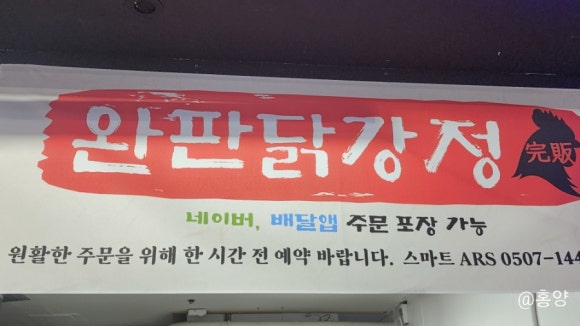 완판닭강정
完販
네이버, 배달앱 주문 포장 가능
원활한 주문을 위해 한 시간 전 예약 바랍니다. 스마트 ARS 0507-144
@홍양